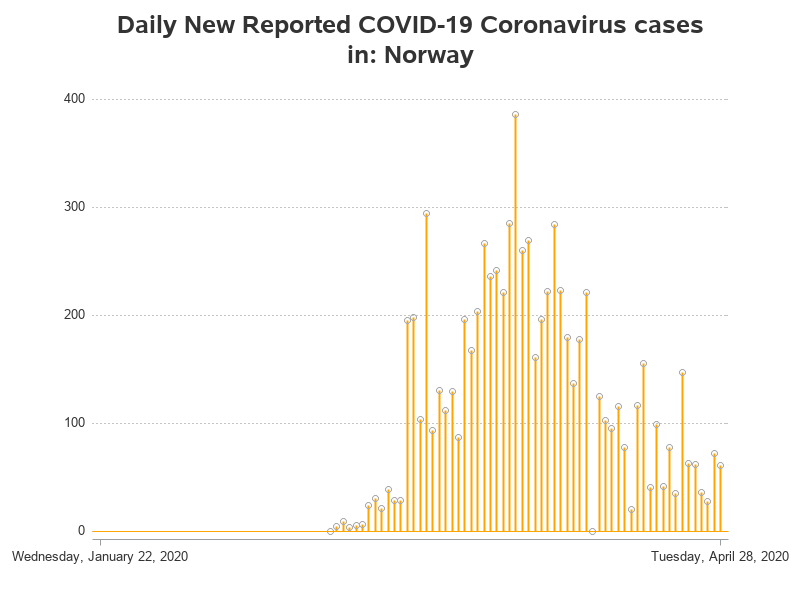 Daily New Reported COVID-19 Coronavirus cases
in: Norway
400
300
200
100
0
Wednesday, January 22, 2020
Tuesday, April 28, 2020